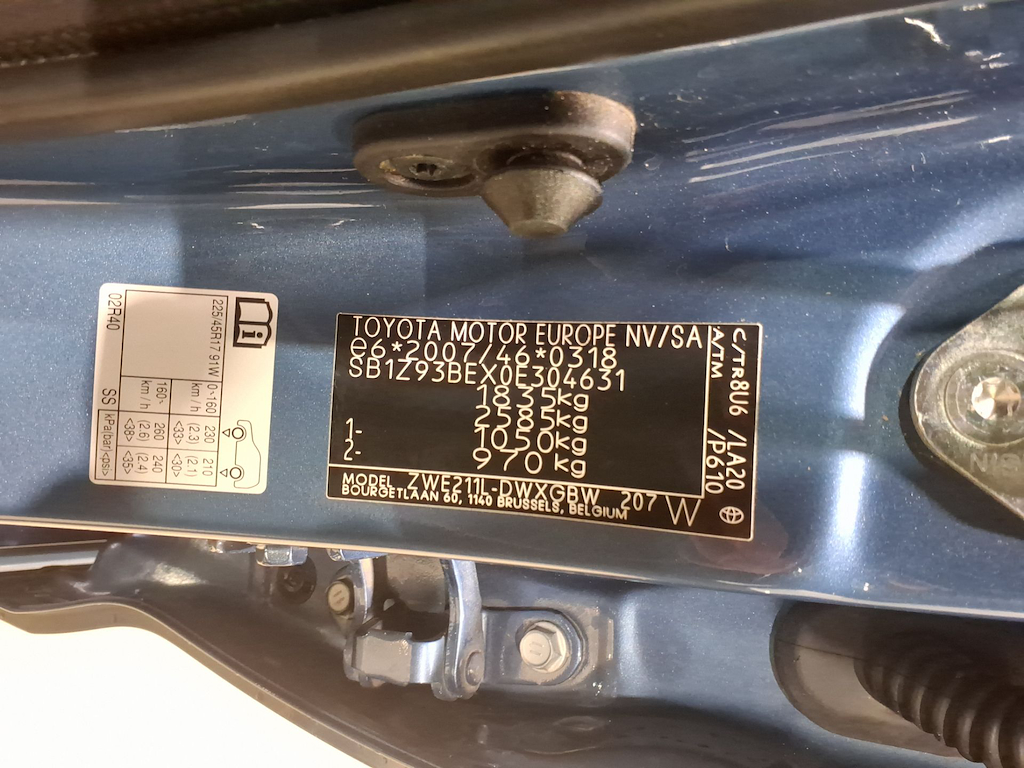 TOYOTA MOTOR EUROPE NV/SA
e6*2007/46*0318
SB1Z93BEX0E304631
1835kg
2585kg
1- 1050kg
2- 970kg
MODEL ZWE211L-DWXGBW 207 W
BOURGETLAAN 60, 1140 BRUSSELS, BELGIUM
C/TR8U6 /LA20
A/TM /P610
225/45R17 91W
0~160 km/h 230 (2.3) <33> 210 (2.1) <30>
160~ km/h 260 (2.6) <38> 240 (2.4) <35>
kPa(bar)<psi>
02R40 SS